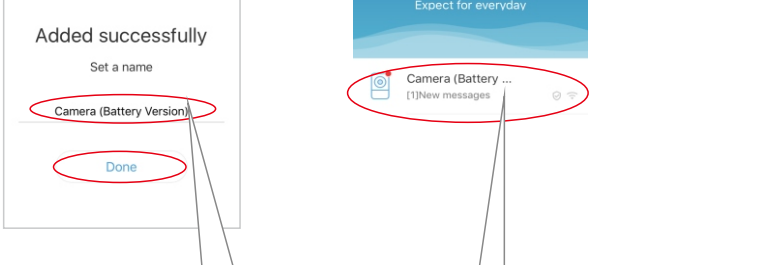 Added successfully
Set a name
Camera (Battery Version)
Done
Expect for everyday
Camera (Battery ...
[1]New messages